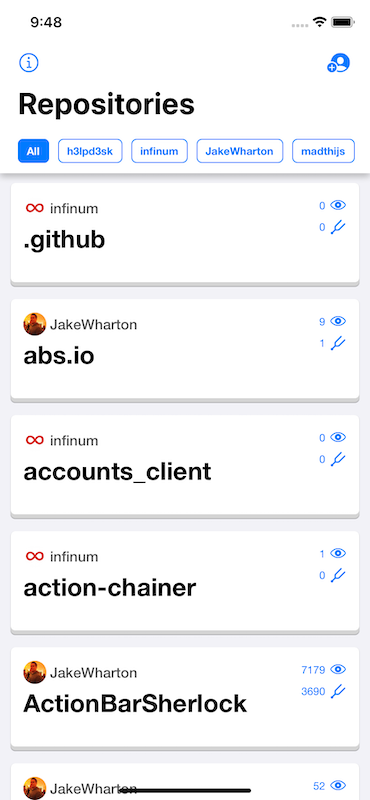 9:48
Repositories
All h3lpd3sk infinum JakeWharton madthijs
infinum 0
.github 0
JakeWharton 9
abs.io 1
infinum 0
accounts_client 0
infinum 1
action-chainer 0
JakeWharton 7179
ActionBarSherlock 3690
JakeWharton 52